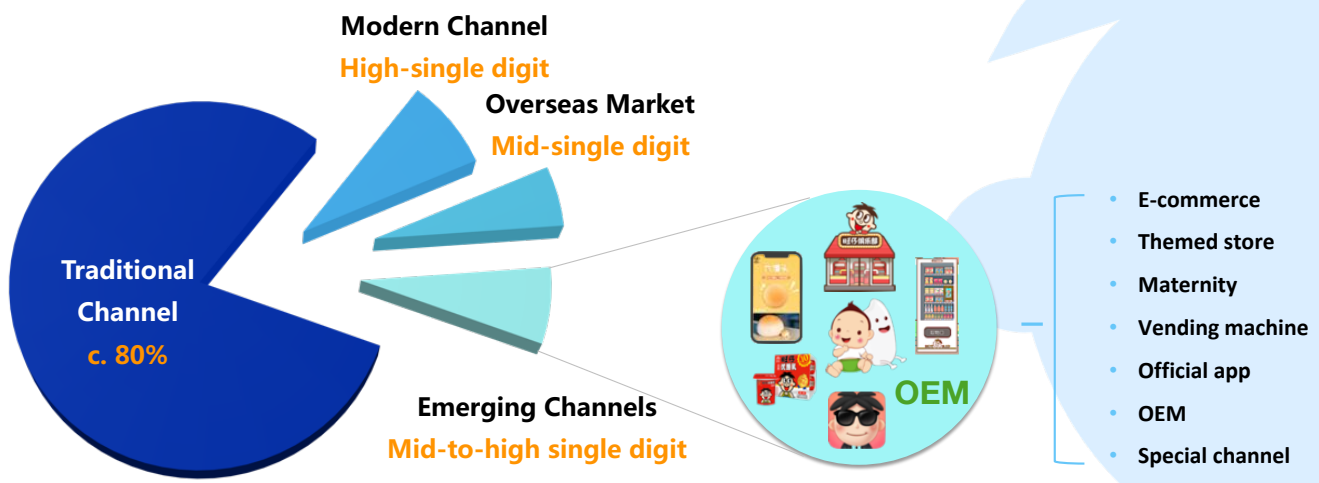 Modern Channel
High-single digit
Overseas Market
Mid-single digit
Traditional
Channel
c. 80%
Emerging Channels
Mid-to-high single digit
OEM
• E-commerce
• Themed store
• Maternity
• Vending machine
• Official app
• OEM
• Special channel